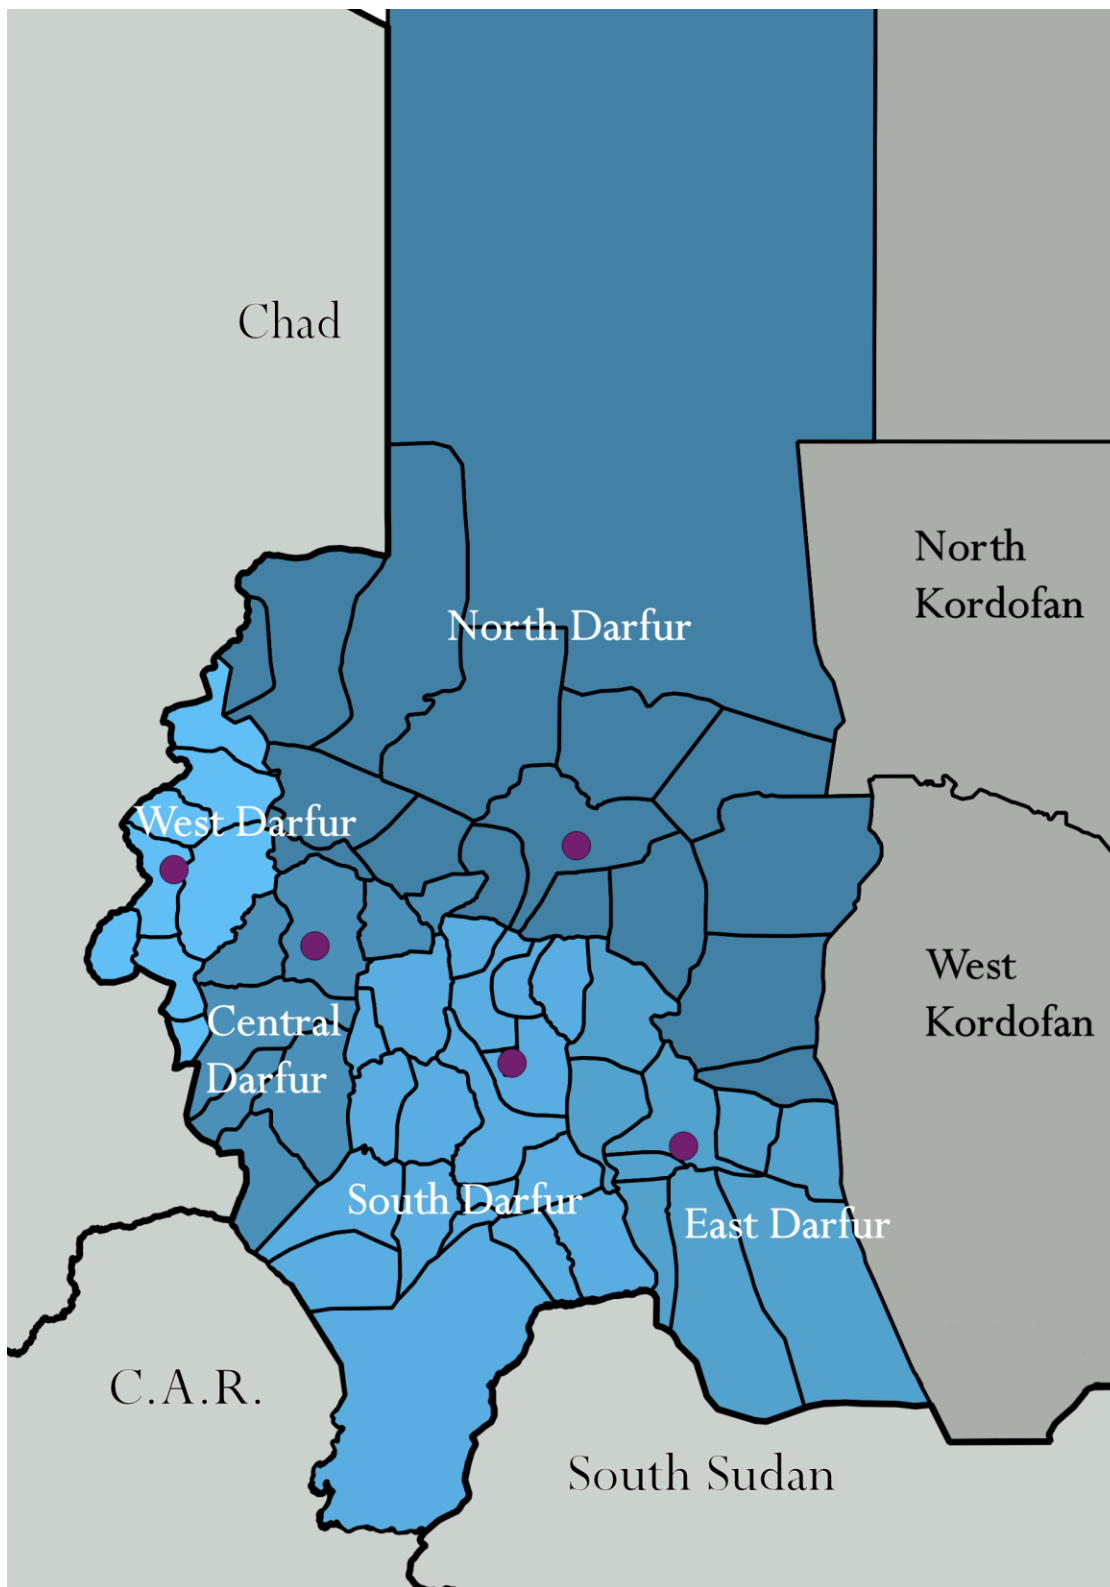 Chad
North
Kordofan
North Darfur
West Darfur
West
Kordofan
Central
Darfur
South Darfur
East Darfur
C.A.R.
South Sudan